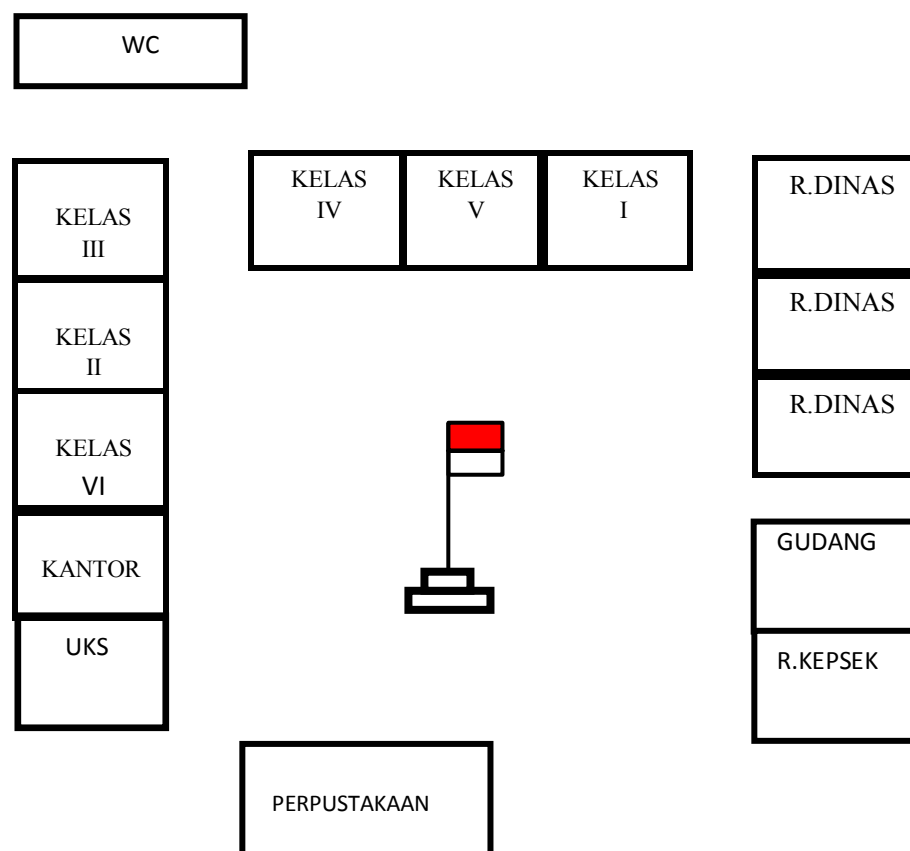 WC
KELAS
IV
KELAS
V
KELAS
I
R.DINAS
KELAS
III
R.DINAS
KELAS
II
R.DINAS
KELAS
VI
GUDANG
KANTOR
UKS
R.KEPSEK
PERPUSTAKAAN